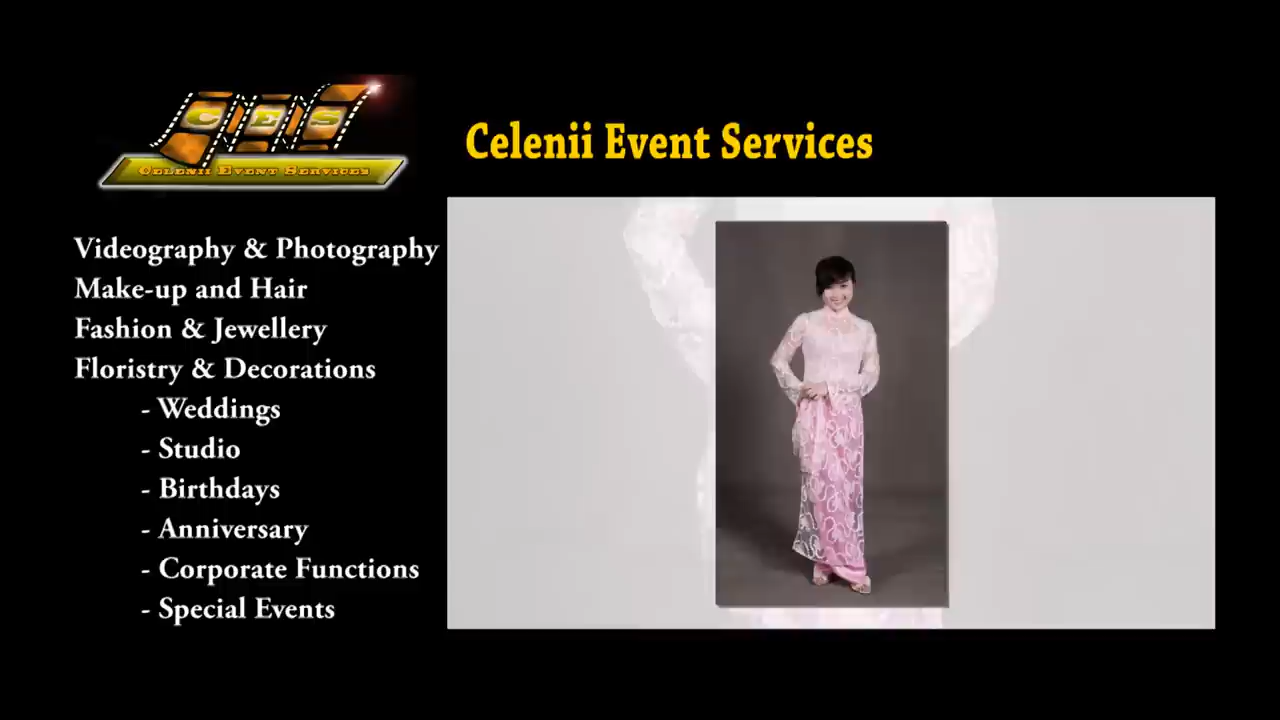 CES
Celenii Event Services
Celenii Event Services
Videography & Photography
Make-up and Hair
Fashion & Jewellery
Floristry & Decorations
- Weddings
- Studio
- Birthdays
- Anniversary
- Corporate Functions
- Special Events